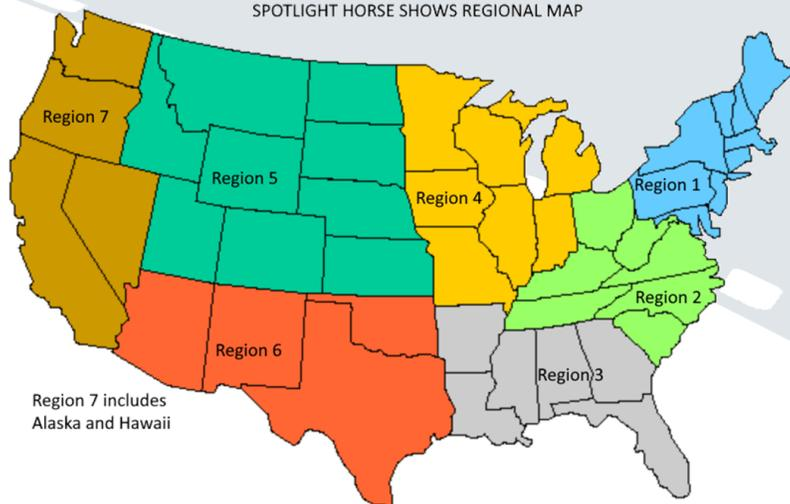 SPOTLIGHT HORSE SHOWS REGIONAL MAP
Region 7
Region 5
Region 4
Region 1
Region 2
Region 6
Region 3
Region 7 includes
Alaska and Hawaii